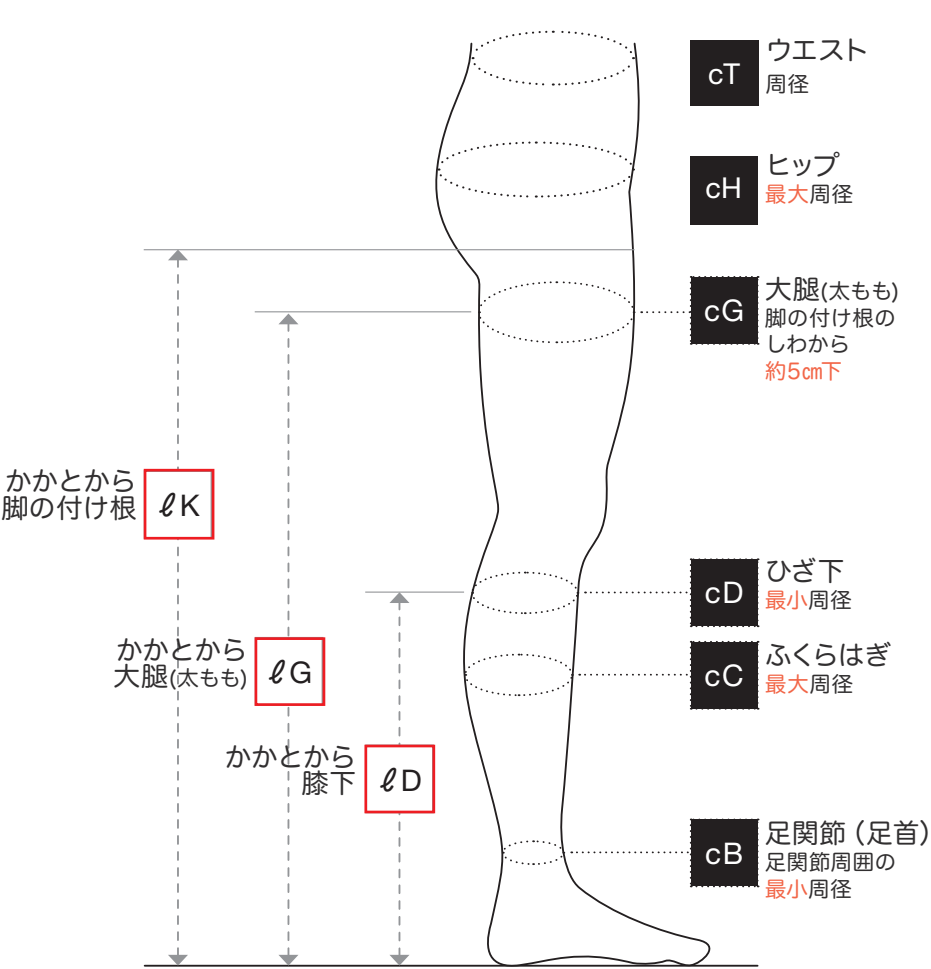 cT
ウエスト
周径
cH
ヒップ
最大周径
cG
大腿(太もも)
脚の付け根の
しわから
約5㎝下
かかとから
脚の付け根
ℓK
cD
ひざ下
最小周径
かかとから
大腿(太もも)
ℓG
cC
ふくらはぎ
最大周径
かかとから
膝下
ℓD
cB
足関節（足首）
足関節周囲の
最小周径